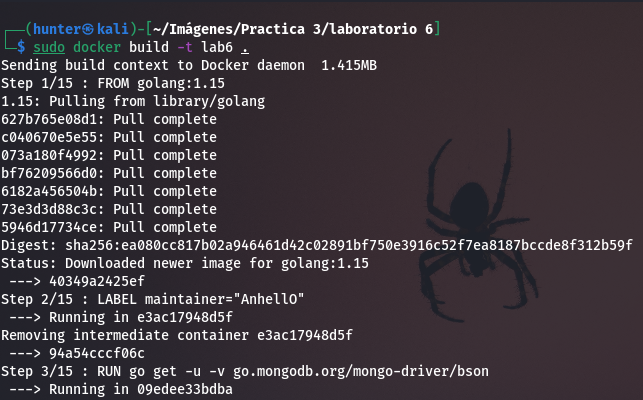 ┌──(hunter㉿kali)-[~/Imágenes/Practica 3/laboratorio 6]
└─$ sudo docker build -t lab6 .
Sending build context to Docker daemon  1.415MB
Step 1/15 : FROM golang:1.15
1.15: Pulling from library/golang
627b765e08d1: Pull complete
c040670e5e55: Pull complete
073a180f4992: Pull complete
bf76209566d0: Pull complete
6182a456504b: Pull complete
73e3d3d88c3c: Pull complete
5946d17734ce: Pull complete
Digest: sha256:ea080cc817b02a946461d42c02891bf750e3916c52f7ea8187bccde8f312b59f
Status: Downloaded newer image for golang:1.15
 ---> 40349a2425ef
Step 2/15 : LABEL maintainer="AnhellO"
 ---> Running in e3ac17948d5f
Removing intermediate container e3ac17948d5f
 ---> 94a54cccf06c
Step 3/15 : RUN go get -u -v go.mongodb.org/mongo-driver/bson
 ---> Running in 09edee33bdba